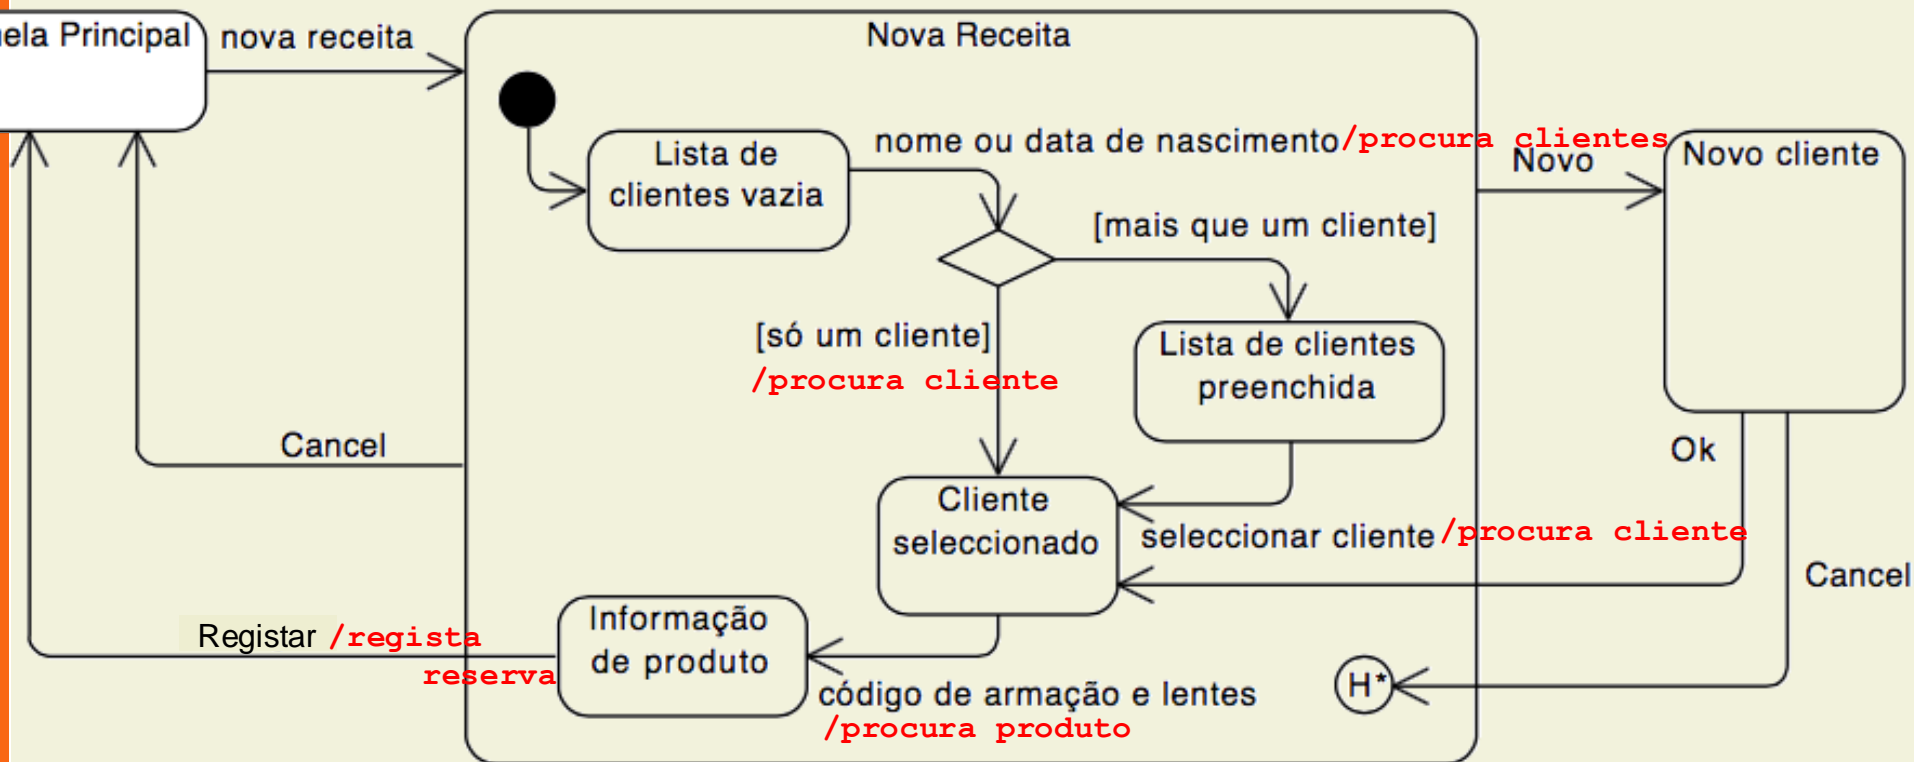 Principal
nova receita
Nova Receita
Lista de
clientes vazia
nome ou data de nascimento/procura clientes
Novo
Novo cliente
[mais que um cliente]
[só um cliente]
/procura cliente
Lista de clientes
preenchida
Cancel
Ok
Cliente
seleccionado
seleccionar cliente/procura cliente
Cancel
Informação
de produto
Registar /regista
reserva
código de armação e lentes
/procura produto
H*